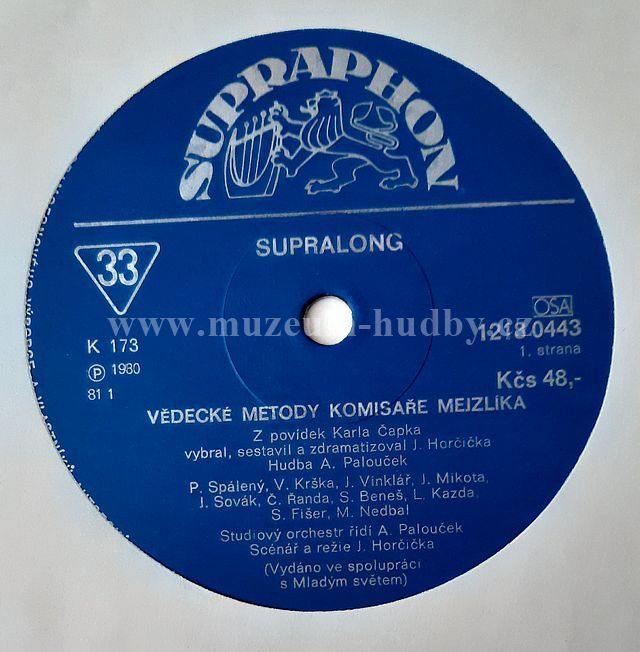 SUPRAPHON
SUPRALONG
33
K 173
Ⓟ 1980
81 1
OSA
1218 0443
1. strana
Kčs 48,-
www.muzeum-hudby.cz
VĚDECKÉ METODY KOMISAŘE MEJZLÍKA
Z povídek Karla Čapka
vybral, sestavil a zdramatizoval J. Horčička
Hudba A. Palouček
P. Spálený, V. Krška, J. Vinklář, J. Mikota,
J. Sovák, Č. Řanda, S. Beneš, L. Kazda,
S. Fišer, M. Nedbal
Studiový orchestr řídí A. Palouček
Scénář a režie J. Horčička
(Vydáno ve spolupráci
s Mladým světem)